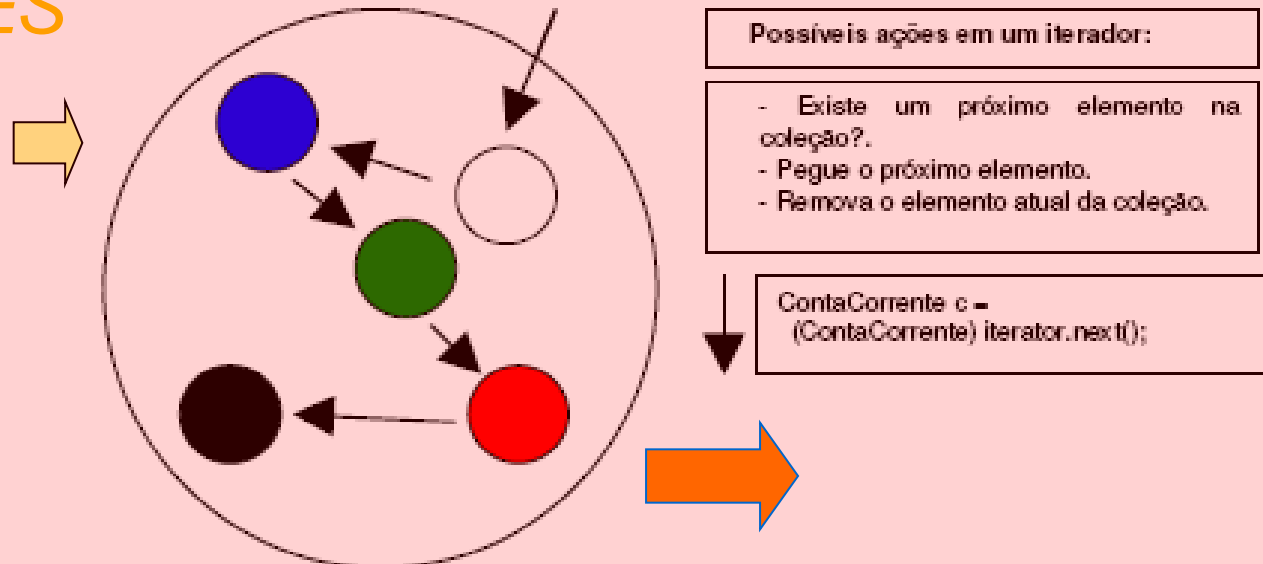 ES
Possíveis ações em um iterador:
- Existe um próximo elemento na
coleção?.
- Pegue o próximo elemento.
- Remova o elemento atual da coleção.
ContaCorrente c =
(ContaCorrente) iterator.next();